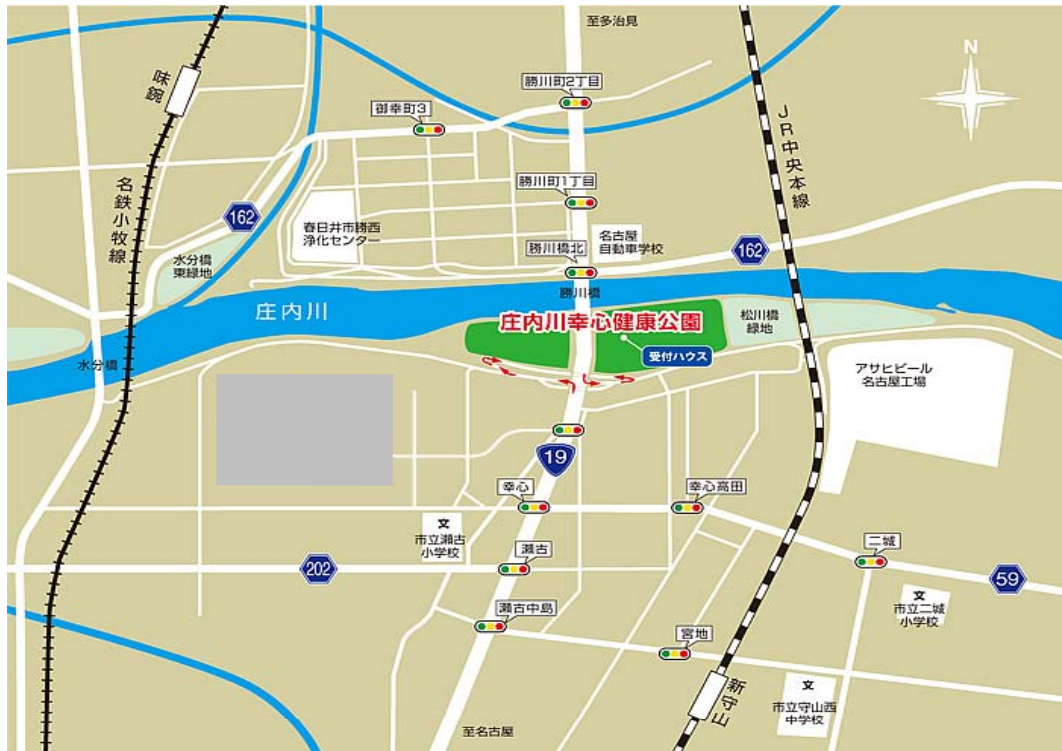 至多治見
N
味鋺
勝川町2丁目
御幸町3
JR中央本線
名鉄小牧線
勝川町1丁目
162
春日井市勝西
浄化センター
名古屋
自動車学校
水分橋
東緑地
勝川橋北
162
勝川橋
庄内川
庄内川幸心健康公園
松川橋
緑地
受付ハウス
水分橋
アサヒビール
名古屋工場
19
幸心
幸心高田
文
市立瀬古
小学校
瀬古
二城
202
59
市立二城
小学校
瀬古中島
宮地
新守山
文
市立守山西
中学校
至名古屋
文